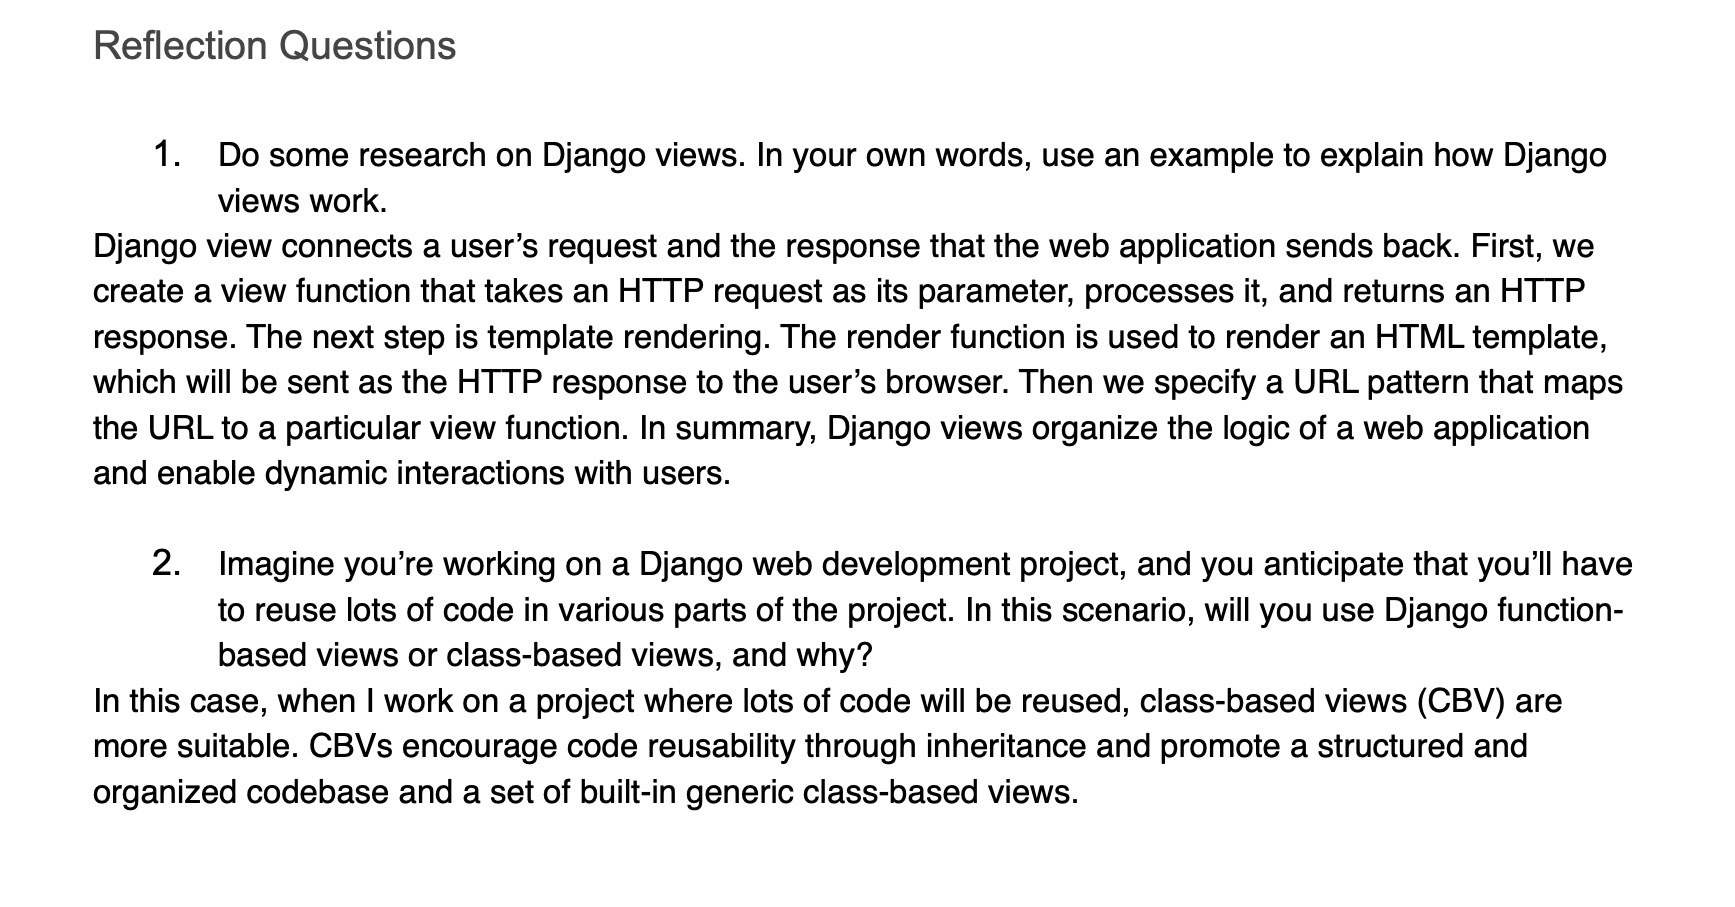 Reflection Questions
1. Do some research on Django views. In your own words, use an example to explain how Django
views work.
Django view connects a user’s request and the response that the web application sends back. First, we
create a view function that takes an HTTP request as its parameter, processes it, and returns an HTTP
response. The next step is template rendering. The render function is used to render an HTML template,
which will be sent as the HTTP response to the user’s browser. Then we specify a URL pattern that maps
the URL to a particular view function. In summary, Django views organize the logic of a web application
and enable dynamic interactions with users.
2. Imagine you’re working on a Django web development project, and you anticipate that you’ll have
to reuse lots of code in various parts of the project. In this scenario, will you use Django function-
based views or class-based views, and why?
In this case, when I work on a project where lots of code will be reused, class-based views (CBV) are
more suitable. CBVs encourage code reusability through inheritance and promote a structured and
organized codebase and a set of built-in generic class-based views.